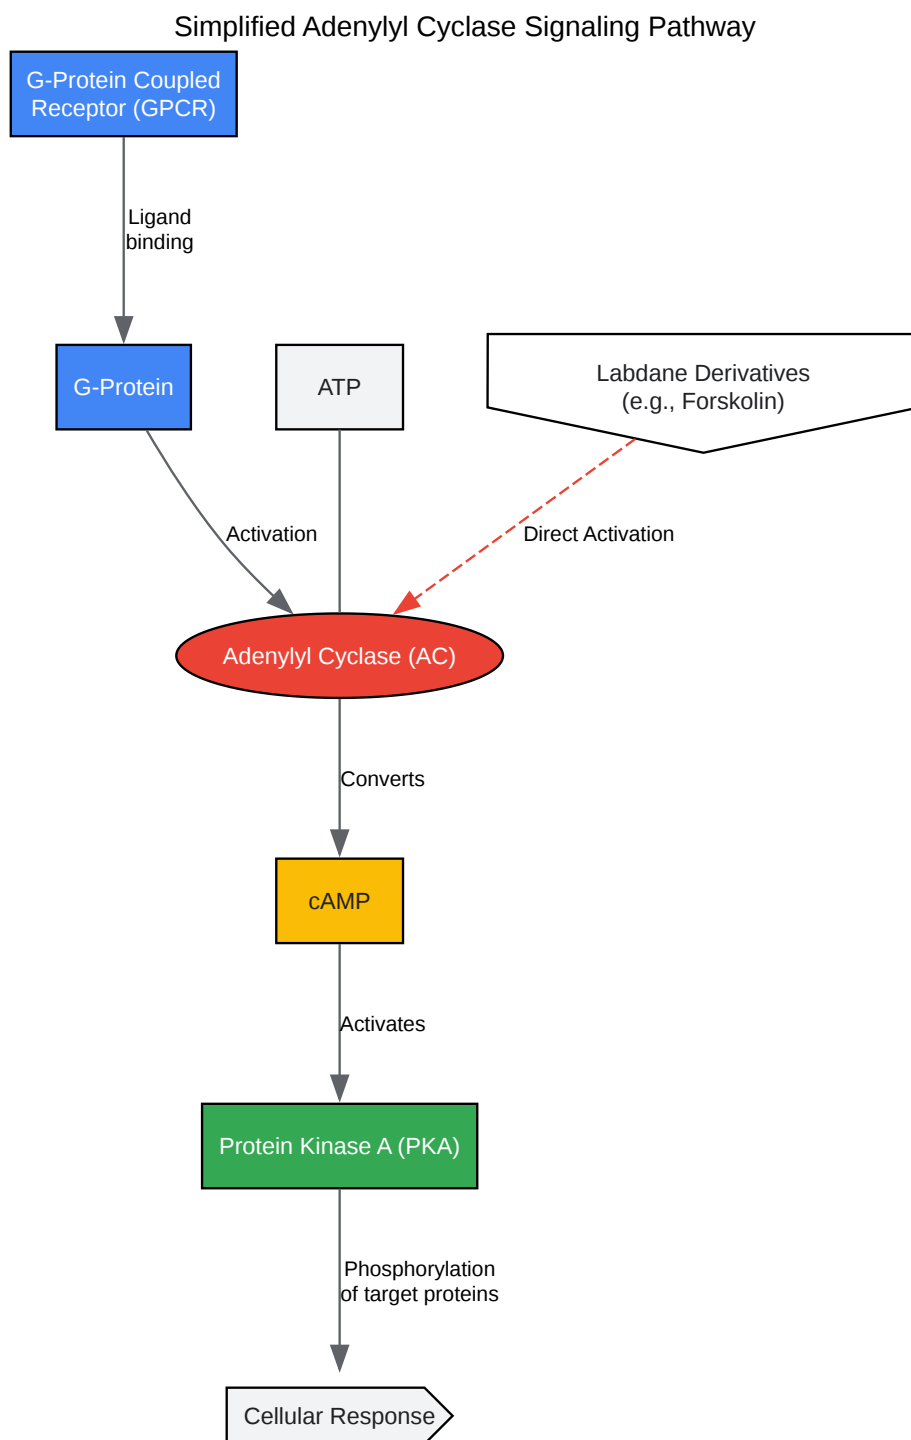 Simplified Adenylyl Cyclase Signaling Pathway
G-Protein Coupled
Receptor (GPCR)
Ligand
binding
G-Protein
ATP
Labdane Derivatives
(e.g., Forskolin)
Activation
Direct Activation
Adenylyl Cyclase (AC)
Converts
cAMP
Activates
Protein Kinase A (PKA)
Phosphorylation
of target proteins
Cellular Response